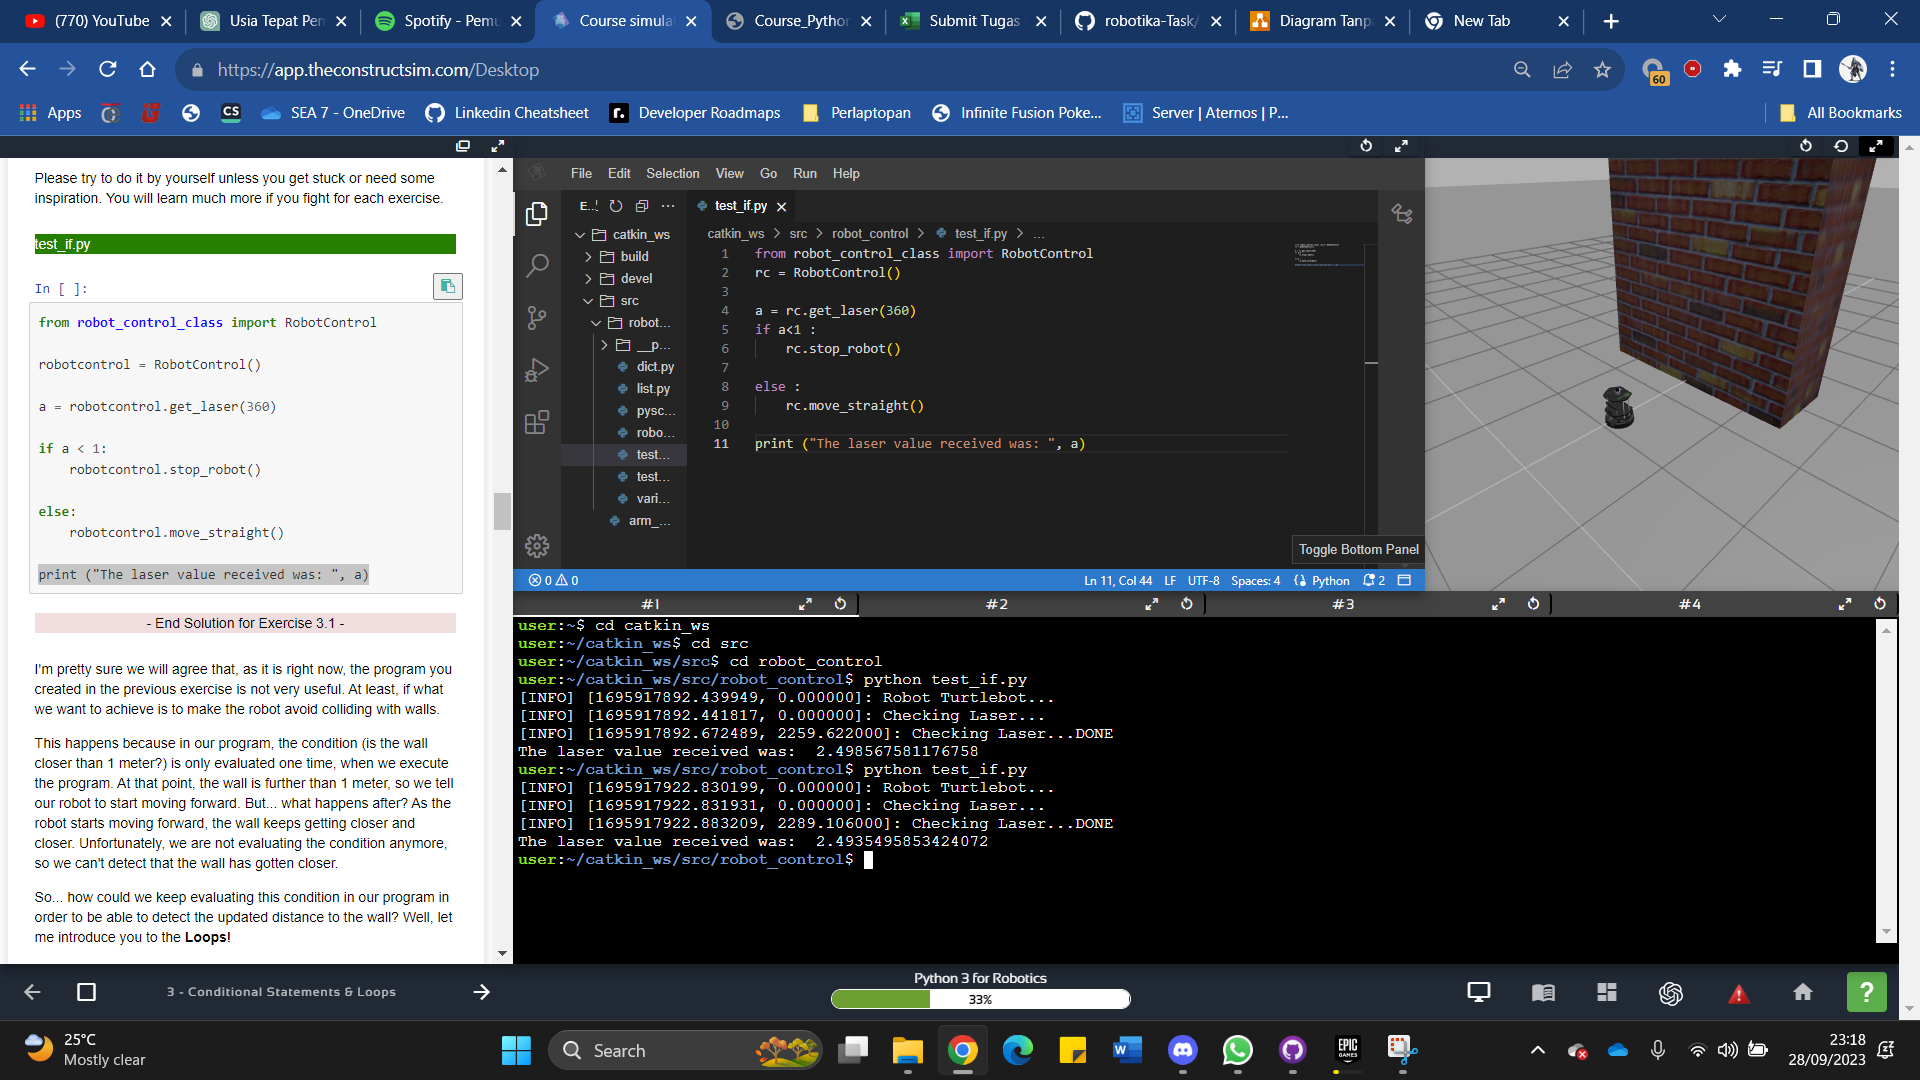 (770) YouTube
Usia Tepat Pen
Spotify - Pemu
Course simula
Course_Python
Submit Tugas
robotika-Task/
Diagram Tanp
New Tab
https://app.theconstructsim.com/Desktop
60
Apps
CS
SEA 7 - OneDrive
Linkedin Cheatsheet
Developer Roadmaps
Perlaptopan
Infinite Fusion Poke...
Server | Aternos | P...
All Bookmarks
Please try to do it by yourself unless you get stuck or need some
inspiration. You will learn much more if you fight for each exercise.
test_if.py
In [ ]:
from robot_control_class import RobotControl
robotcontrol = RobotControl()
a = robotcontrol.get_laser(360)
if a < 1:
robotcontrol.stop_robot()
else:
robotcontrol.move_straight()
print ("The laser value received was: ", a)
- End Solution for Exercise 3.1 -
I'm pretty sure we will agree that, as it is right now, the program you
created in the previous exercise is not very useful. At least, if what
we want to achieve is to make the robot avoid colliding with walls.
This happens because in our program, the condition (is the wall
closer than 1 meter?) is only evaluated one time, when we execute
the program. At that point, the wall is further than 1 meter, so we tell
our robot to start moving forward. But... what happens after? As the
robot starts moving forward, the wall keeps getting closer and
closer. Unfortunately, we are not evaluating the condition anymore,
so we can't detect that the wall has gotten closer.
So... how could we keep evaluating this condition in our program in
order to be able to detect the updated distance to the wall? Well, let
me introduce you to the Loops!
File Edit Selection View Go Run Help
E...
test_if.py
catkin_ws
build
devel
src
robot...
__p...
dict.py
list.py
pysc...
robo...
test...
test...
vari...
arm_...
catkin_ws > src > robot_control > test_if.py > ...
1 from robot_control_class import RobotControl
2 rc = RobotControl()
3
4 a = rc.get_laser(360)
5 if a<1 :
6 rc.stop_robot()
7
8 else :
9 rc.move_straight()
10
11 print ("The laser value received was: ", a)
Toggle Bottom Panel
0 0
Ln 11, Col 44 LF UTF-8 Spaces: 4 Python 2
#1
#2
#3
#4
user:~$ cd catkin_ws
user:~/catkin_ws$ cd src
user:~/catkin_ws/src$ cd robot_control
user:~/catkin_ws/src/robot_control$ python test_if.py
[INFO] [1695917892.439949, 0.000000]: Robot Turtlebot...
[INFO] [1695917892.441817, 0.000000]: Checking Laser...
[INFO] [1695917892.672489, 2259.622000]: Checking Laser...DONE
The laser value received was:  2.498567581176758
user:~/catkin_ws/src/robot_control$ python test_if.py
[INFO] [1695917922.830199, 0.000000]: Robot Turtlebot...
[INFO] [1695917922.831931, 0.000000]: Checking Laser...
[INFO] [1695917922.883209, 2289.106000]: Checking Laser...DONE
The laser value received was:  2.4935495853424072
user:~/catkin_ws/src/robot_control$
3 - Conditional Statements & Loops
Python 3 for Robotics
33%
?
25°C
Mostly clear
Search
EPIC GAMES
23:18
28/09/2023